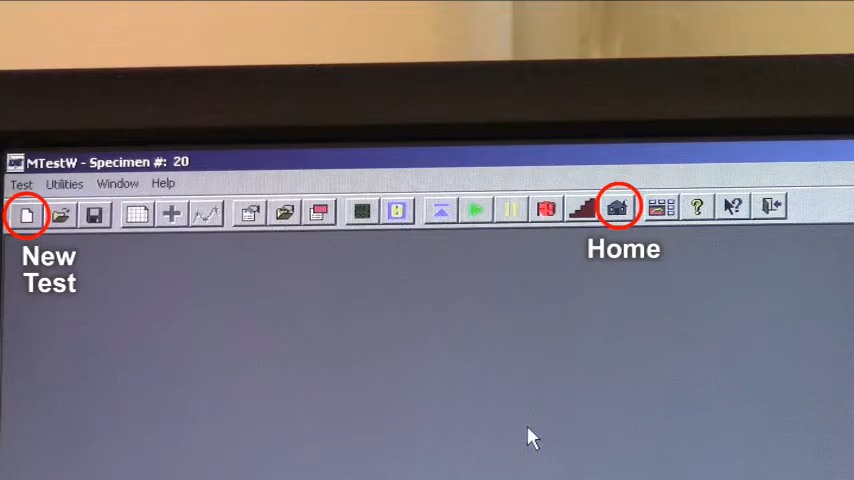 MTestW - Specimen #: 20
Test Utilities Window Help
New
Test
Home